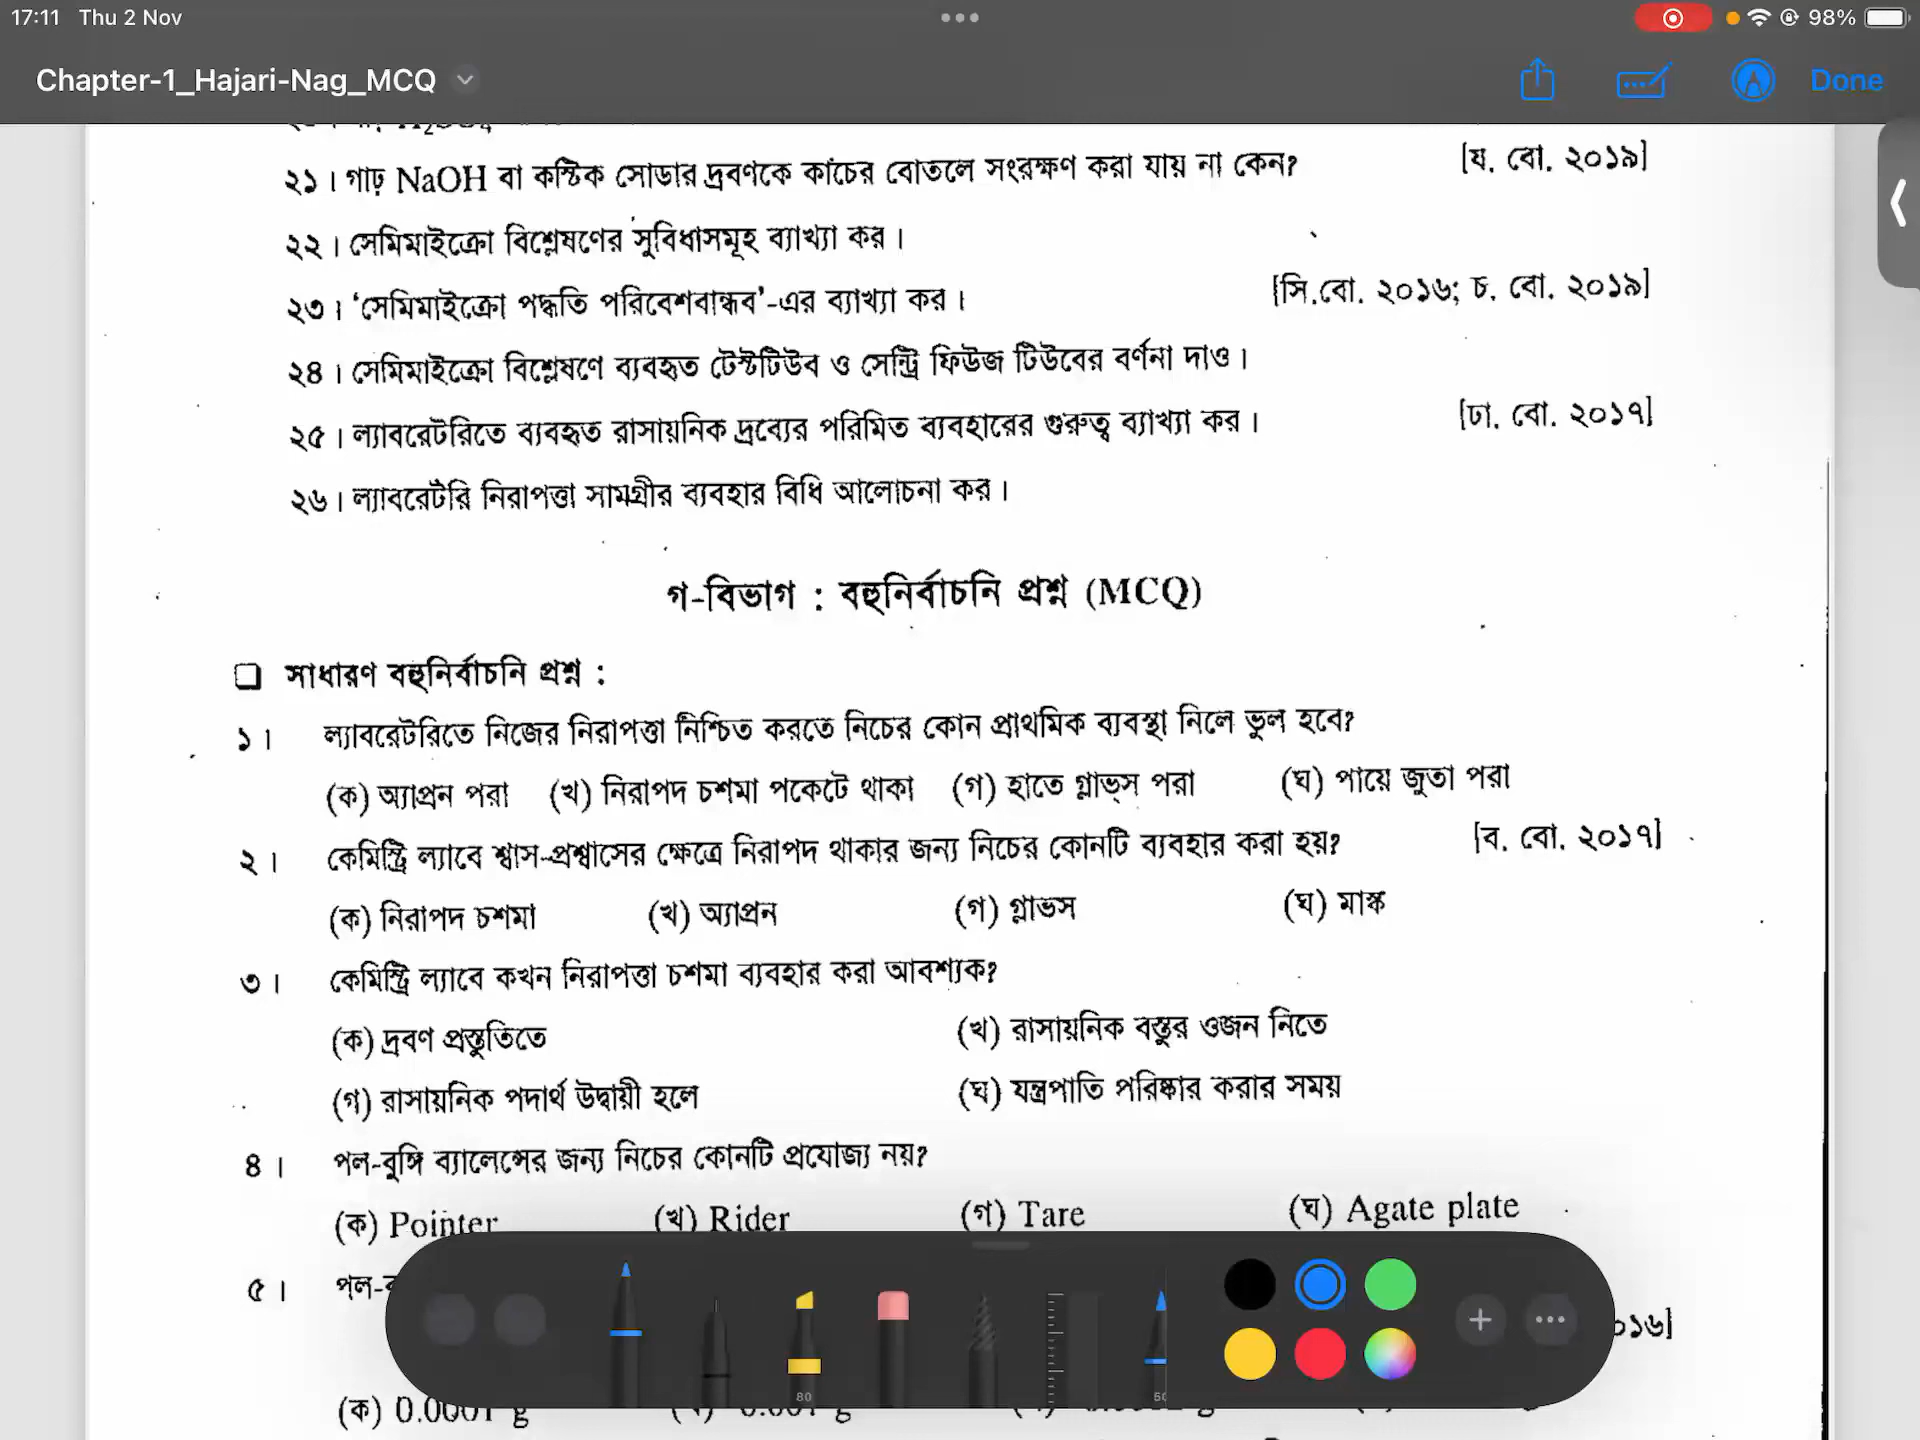 17:11 Thu 2 Nov
98%
Chapter-1_Hajari-Nag_MCQ
Done
২১। গাঢ় NaOH বা কস্টিক সোডার দ্রবণকে কাচের বোতলে সংরক্ষণ করা যায় না কেন? [য. বো. ২০১৯]
২২। সেমিমাইক্রো বিশ্লেষণের সুবিধাসমূহ ব্যাখ্যা কর।
২৩। ‘সেমিমাইক্রো পদ্ধতি পরিবেশবান্ধব’-এর ব্যাখ্যা কর। [সি.বো. ২০১৬; চ. বো. ২০১৯]
২৪। সেমিমাইক্রো বিশ্লেষণে ব্যবহৃত টেস্টটিউব ও সেন্ট্রি ফিউজ টিউবের বর্ণনা দাও।
২৫। ল্যাবরেটরিতে ব্যবহৃত রাসায়নিক দ্রব্যের পরিমিত ব্যবহারের গুরুত্ব ব্যাখ্যা কর। [ঢা. বো. ২০১৭]
২৬। ল্যাবরেটরি নিরাপত্তা সামগ্রীর ব্যবহার বিধি আলোচনা কর।
গ-বিভাগ : বহুনির্বাচনি প্রশ্ন (MCQ)
সাধারণ বহুনির্বাচনি প্রশ্ন :
১। ল্যাবরেটরিতে নিজের নিরাপত্তা নিশ্চিত করতে নিচের কোন প্রাথমিক ব্যবস্থা নিলে ভুল হবে?
(ক) অ্যাপ্রন পরা (খ) নিরাপদ চশমা পকেটে থাকা (গ) হাতে গ্লাভ্স পরা (ঘ) পায়ে জুতা পরা
২। কেমিস্ট্রি ল্যাবে শ্বাস-প্রশ্বাসের ক্ষেত্রে নিরাপদ থাকার জন্য নিচের কোনটি ব্যবহার করা হয়? [ব. বো. ২০১৭]
(ক) নিরাপদ চশমা (খ) অ্যাপ্রন (গ) গ্লাভস (ঘ) মাস্ক
৩। কেমিস্ট্রি ল্যাবে কখন নিরাপত্তা চশমা ব্যবহার করা আবশ্যক?
(ক) দ্রবণ প্রস্তুতিতে (খ) রাসায়নিক বস্তুর ওজন নিতে
(গ) রাসায়নিক পদার্থ উদ্বায়ী হলে (ঘ) যন্ত্রপাতি পরিষ্কার করার সময়
৪। পল-বুঙ্গি ব্যালেন্সের জন্য নিচের কোনটি প্রযোজ্য নয়?
(ক) Pointer (খ) Rider (গ) Tare (ঘ) Agate plate
৫। পল-
০১৬]
80
(ক) 0.0001 g